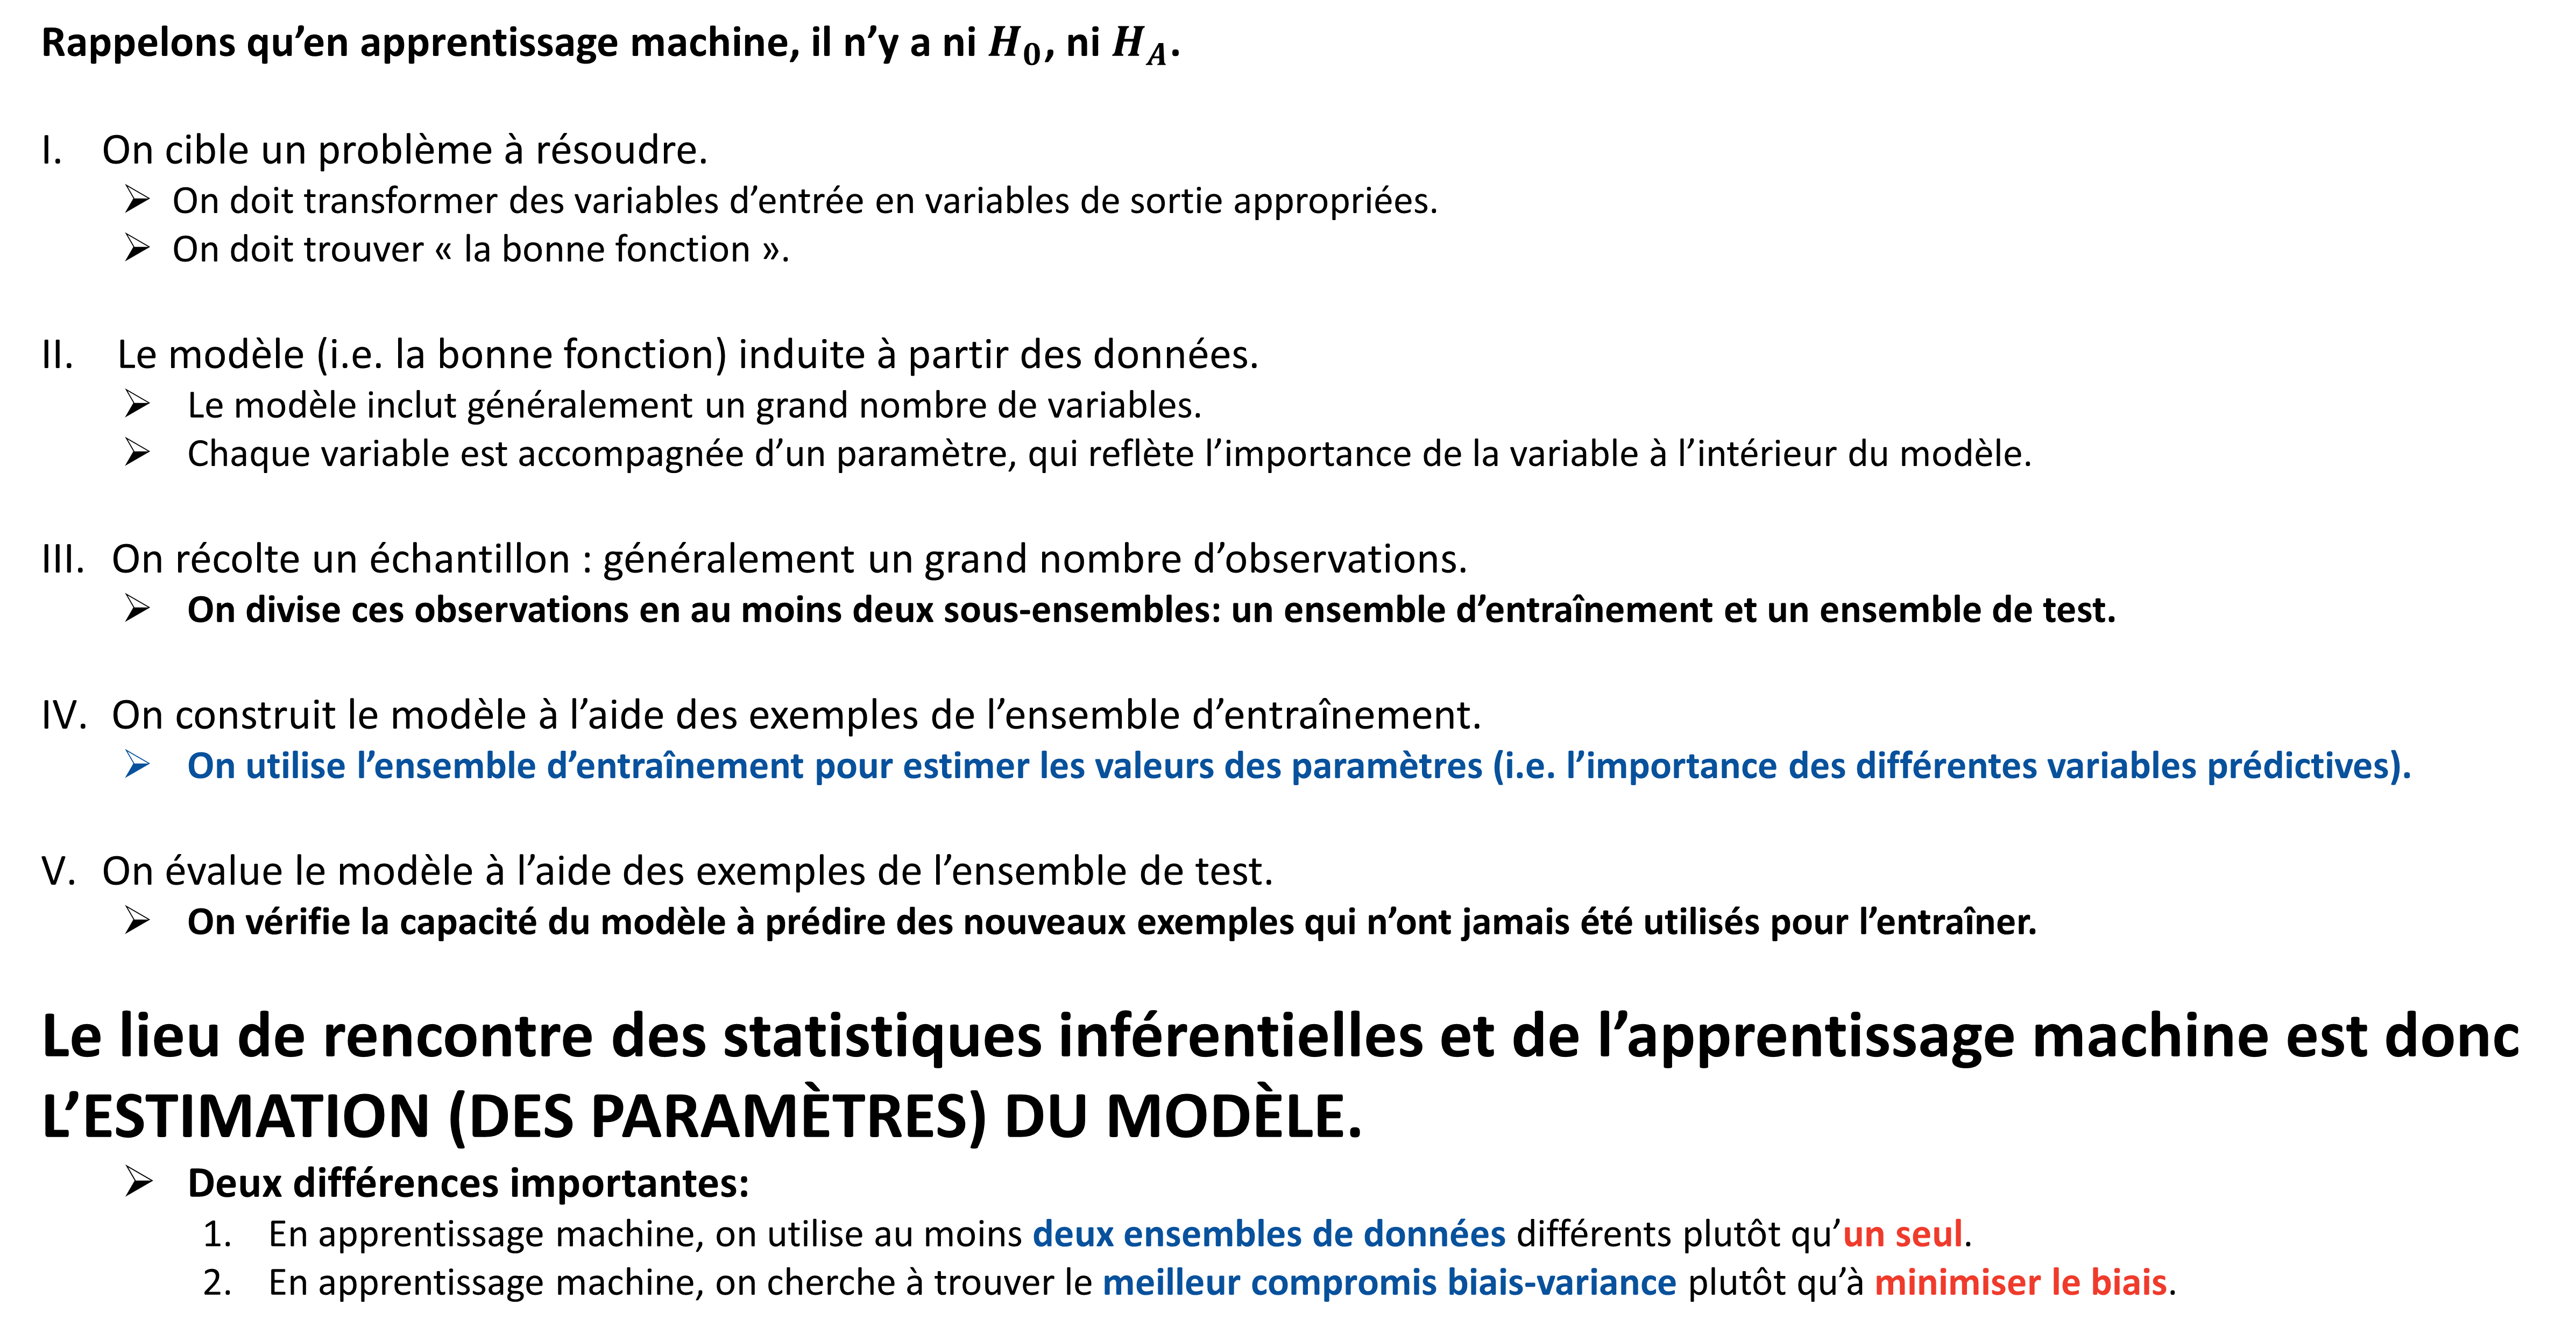 Rappelons qu’en apprentissage machine, il n’y a ni H₀, ni H_A.
I. On cible un problème à résoudre.
➢ On doit transformer des variables d’entrée en variables de sortie appropriées.
➢ On doit trouver « la bonne fonction ».
II. Le modèle (i.e. la bonne fonction) induite à partir des données.
➢ Le modèle inclut généralement un grand nombre de variables.
➢ Chaque variable est accompagnée d’un paramètre, qui reflète l’importance de la variable à l’intérieur du modèle.
III. On récolte un échantillon : généralement un grand nombre d’observations.
➢ On divise ces observations en au moins deux sous-ensembles: un ensemble d’entraînement et un ensemble de test.
IV. On construit le modèle à l’aide des exemples de l’ensemble d’entraînement.
➢ On utilise l’ensemble d’entraînement pour estimer les valeurs des paramètres (i.e. l’importance des différentes variables prédictives).
V. On évalue le modèle à l’aide des exemples de l’ensemble de test.
➢ On vérifie la capacité du modèle à prédire des nouveaux exemples qui n’ont jamais été utilisés pour l’entraîner.
Le lieu de rencontre des statistiques inférentielles et de l’apprentissage machine est donc
L’ESTIMATION (DES PARAMÈTRES) DU MODÈLE.
➢ Deux différences importantes:
1. En apprentissage machine, on utilise au moins deux ensembles de données différents plutôt qu’un seul.
2. En apprentissage machine, on cherche à trouver le meilleur compromis biais-variance plutôt qu’à minimiser le biais.